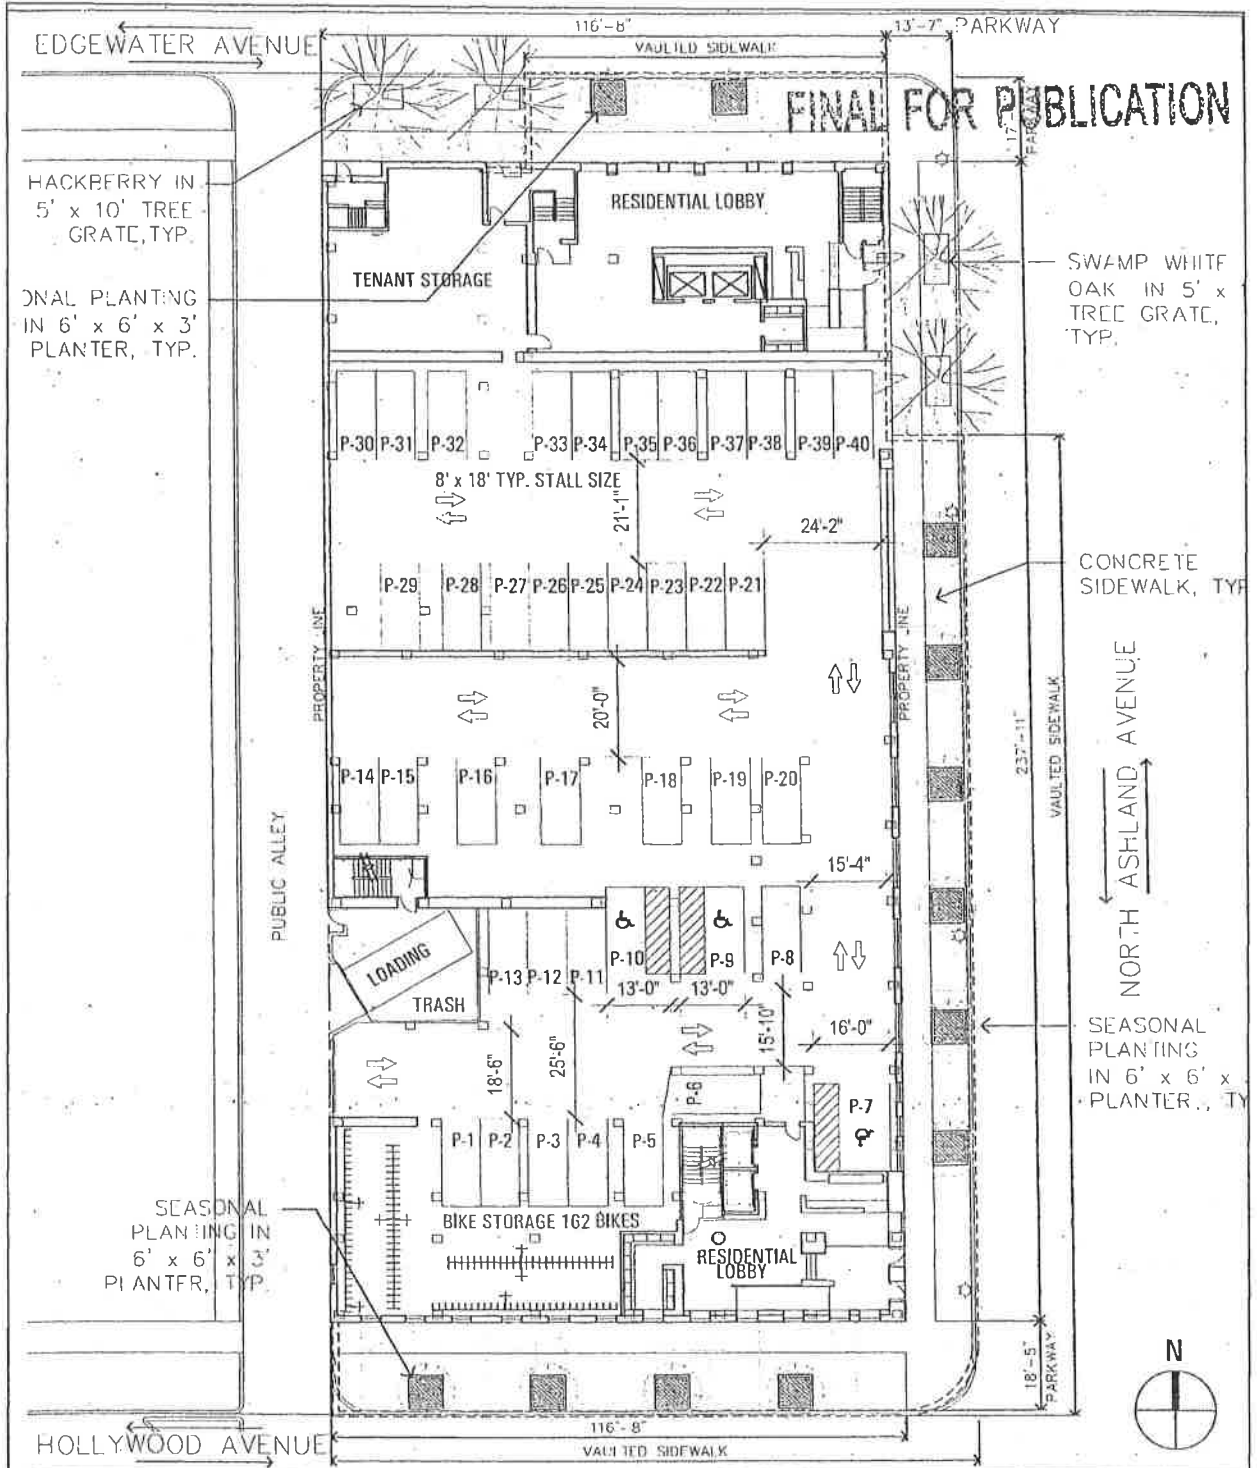 116'-8"
13'-7" PARKWAY
EDGEWATER AVENUE
VAULTED SIDEWALK
FINAL FOR PUBLICATION
PARKWAY
HACKBERRY IN
5' x 10' TREE
GRATE, TYP.
RESIDENTIAL LOBBY
TENANT STORAGE
SWAMP WHITE
OAK IN 5' x
TREE GRATE,
TYP.
ONAL PLANTING
IN 6' x 6' x 3'
PLANTER, TYP.
P-30 P-31 P-32 P-33 P-34 P-35 P-36 P-37 P-38 P-39 P-40
8' x 18' TYP. STALL SIZE
21'-1"
24'-2"
CONCRETE
SIDEWALK, TYP
P-29 P-28 P-27 P-26 P-25 P-24 P-23 P-22 P-21
PROPERTY LINE
PROPERTY LINE
20'-0"
237'-11"
VAULTED SIDEWALK
NORTH ASHLAND AVENUE
P-14 P-15 P-16 P-17 P-18 P-19 P-20
PUBLIC ALLEY
15'-4"
LOADING
TRASH
P-13 P-12 P-11 P-10 P-9 P-8
13'-0" 13'-0"
18'-6"
25'-6"
15'-10"
16'-0"
SEASONAL
PLANTING
IN 6' x 6' x
PLANTER., TY
P-6
P-7
P-1 P-2 P-3 P-4 P-5
SEASONAL
PLANTING IN
6' x 6' x 3'
PLANTER, TYP.
BIKE STORAGE 162 BIKES
RESIDENTIAL
LOBBY
18'-5"
PARKWAY
N
116'-8"
HOLLYWOOD AVENUE
VAULTED SIDEWALK